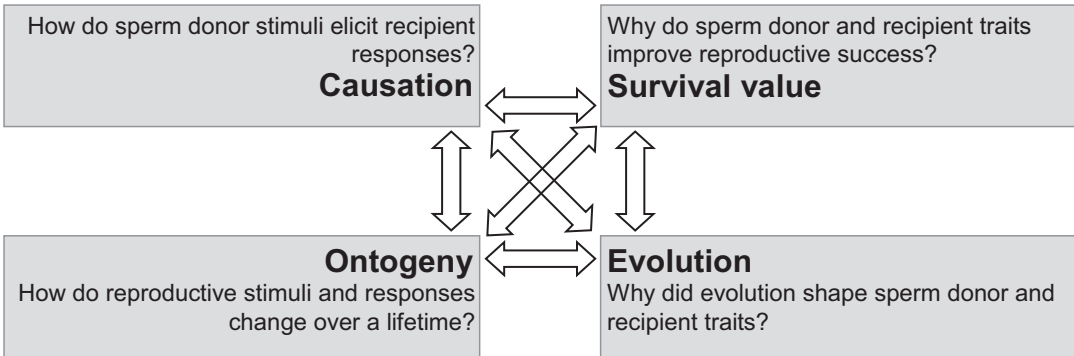 How do sperm donor stimuli elicit recipient
responses?
Causation
Why do sperm donor and recipient traits
improve reproductive success?
Survival value
Ontogeny
How do reproductive stimuli and responses
change over a lifetime?
Evolution
Why did evolution shape sperm donor and
recipient traits?